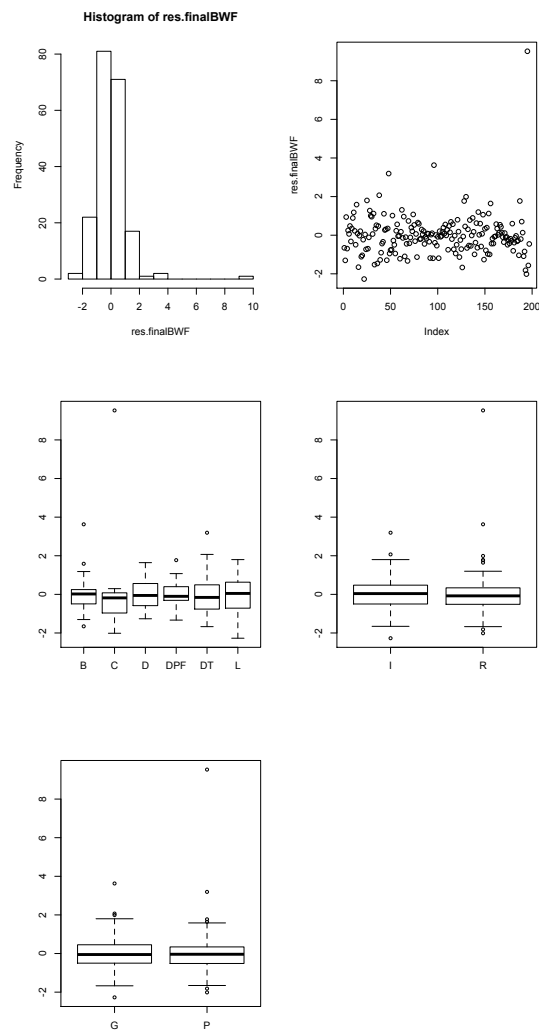 Histogram of res.finalBWF
Frequency
0 20 40 60 80
-2 0 2 4 6 8 10
res.finalBWF
res.finalBWF
-2 0 2 4 6 8
0 50 100 150 200
Index
-2 0 2 4 6 8
B C D DPF DT L
-2 0 2 4 6 8
I R
-2 0 2 4 6 8
G P